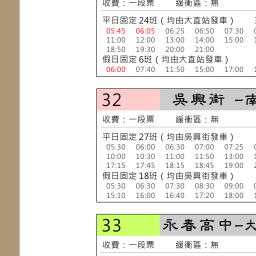 收費：一段票 緩衝區：無
平日固定24班（均由大直站發車）
05:45 06:05 06:25 06:50 07:30
11:00 12:00 13:00 14:00 15:00
18:50 19:30 20:00 21:00
假日固定6班（均由大直站發車）
06:00 07:40 11:50 15:00 17:00
32 吳興街 -南
收費：一段票 緩衝區：無
平日固定27班（均由吳興街發車）
05:30 06:00 06:30 07:00 07:25
10:00 10:30 11:00 11:50 13:00
17:15 17:45 18:15 18:45 19:00
假日固定18班（均由吳興街發車）
05:30 06:30 07:30 08:30 09:00
15:10 16:00 16:40 17:20 18:00
33 永春高中-大
收費：一段票 緩衝區：無